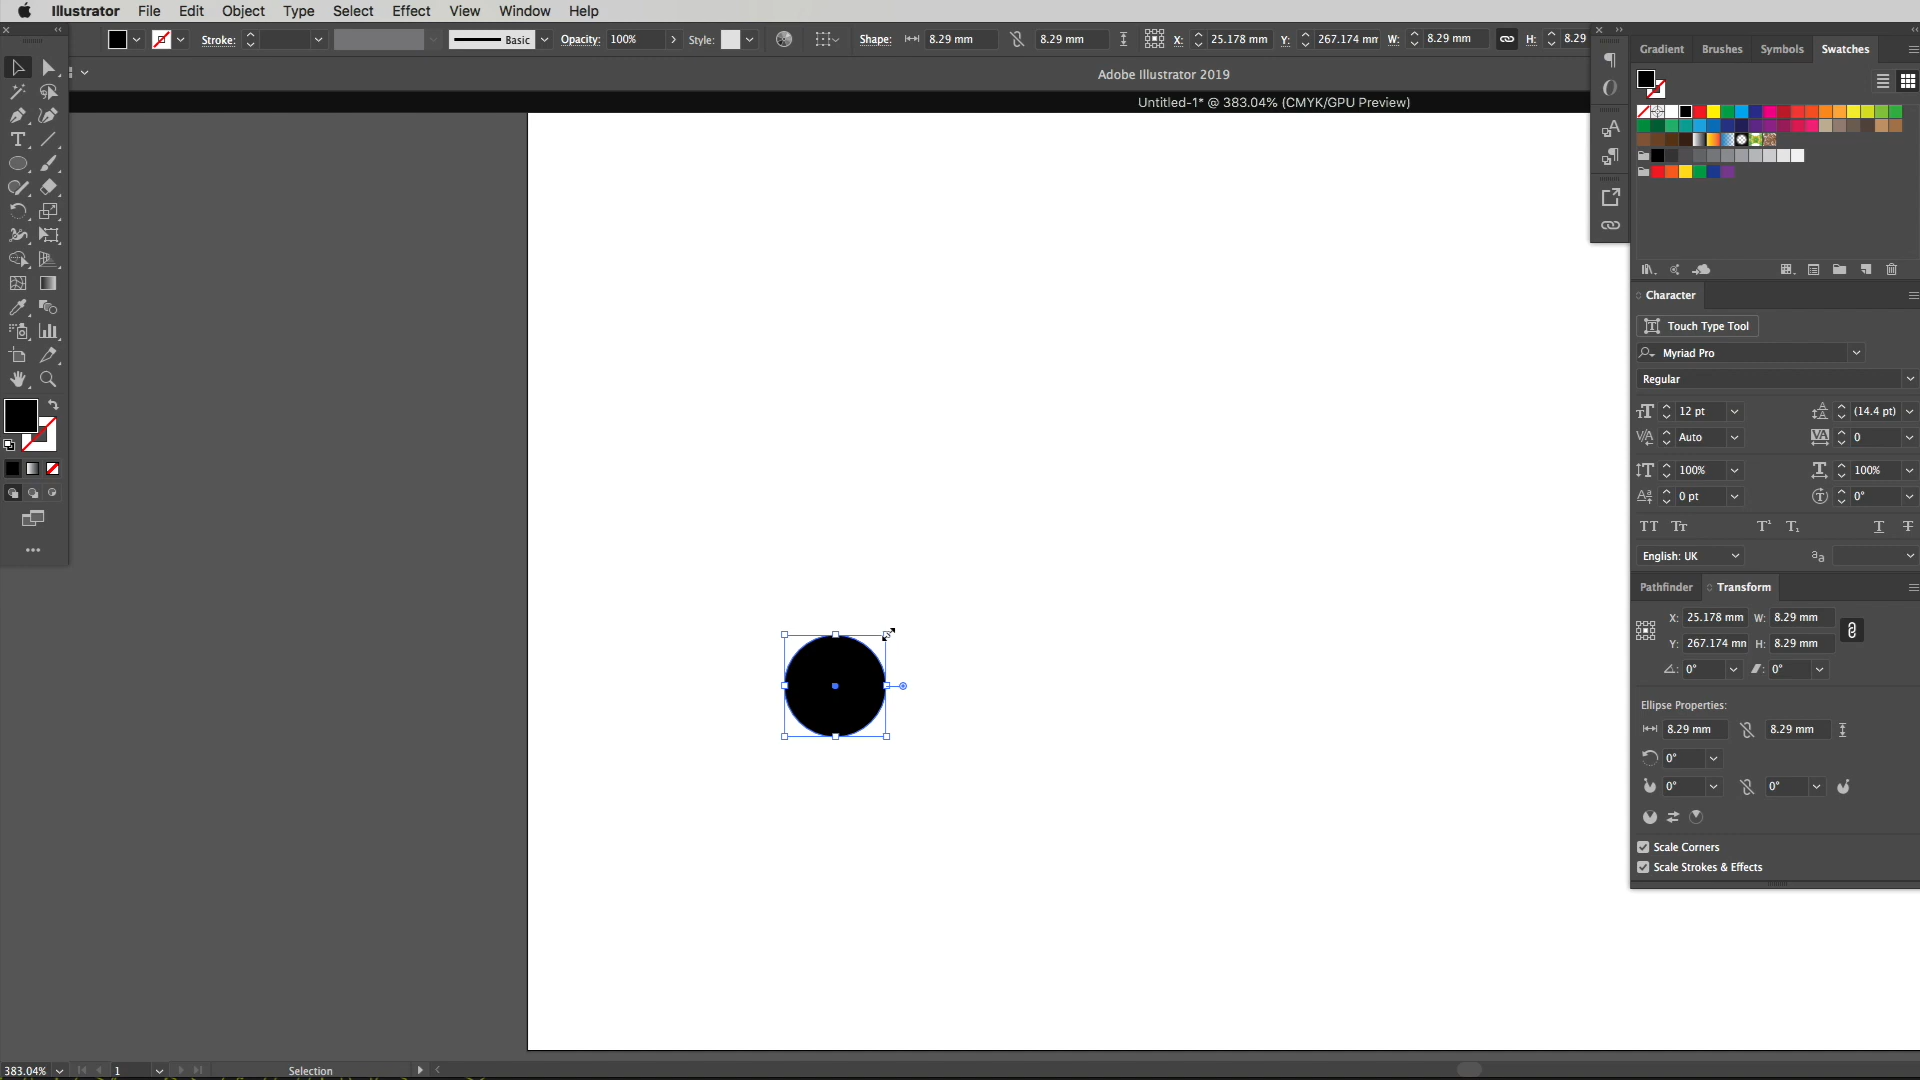 Illustrator File Edit Object Type Select Effect View Window Help
Stroke: Basic Opacity: 100% Style: Shape: 8.29 mm 8.29 mm X: 25.178 mm Y: 267.174 mm W: 8.29 mm H: 8.29
Adobe Illustrator 2019
Untitled-1* @ 383.04% (CMYK/GPU Preview)
Gradient Brushes Symbols Swatches
Character
Touch Type Tool
Myriad Pro
Regular
12 pt (14.4 pt)
Auto 0
100% 100%
0 pt 0°
English: UK
Pathfinder Transform
X: 25.178 mm W: 8.29 mm
Y: 267.174 mn H: 8.29 mm
0° 0°
Ellipse Properties:
8.29 mm 8.29 mm
0°
0° 0°
Scale Corners
Scale Strokes & Effects
383.04% 1 Selection